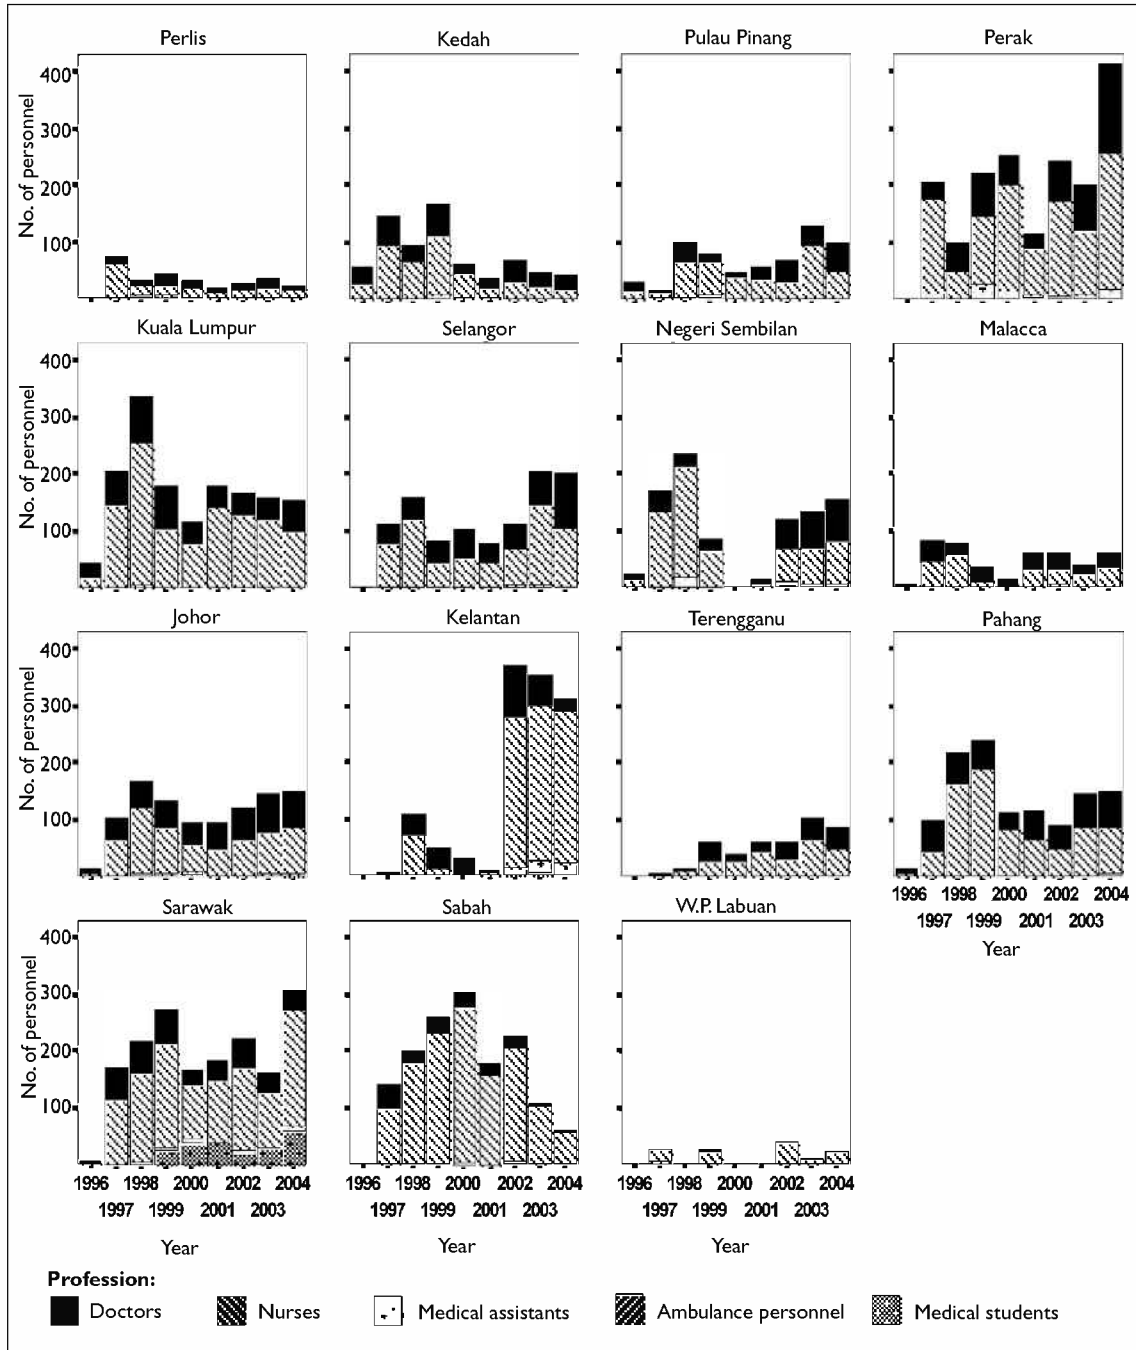 Perlis Kedah Pulau Pinang Perak
No. of personnel
400
300
200
100
Kuala Lumpur Selangor Negeri Sembilan Malacca
No. of personnel
400
300
200
100
Johor Kelantan Terengganu Pahang
No. of personnel
400
300
200
100
1996 1998 2000 2002 2004
1997 1999 2001 2003
Year
Sarawak Sabah W.P. Labuan
No. of personnel
400
300
200
100
1996 1998 2000 2002 2004 1996 1998 2000 2002 2004 1996 1998 2000 2002 2004
1997 1999 2001 2003 1997 1999 2001 2003 1997 1999 2001 2003
Year Year Year
Profession:
Doctors Nurses Medical assistants Ambulance personnel Medical students